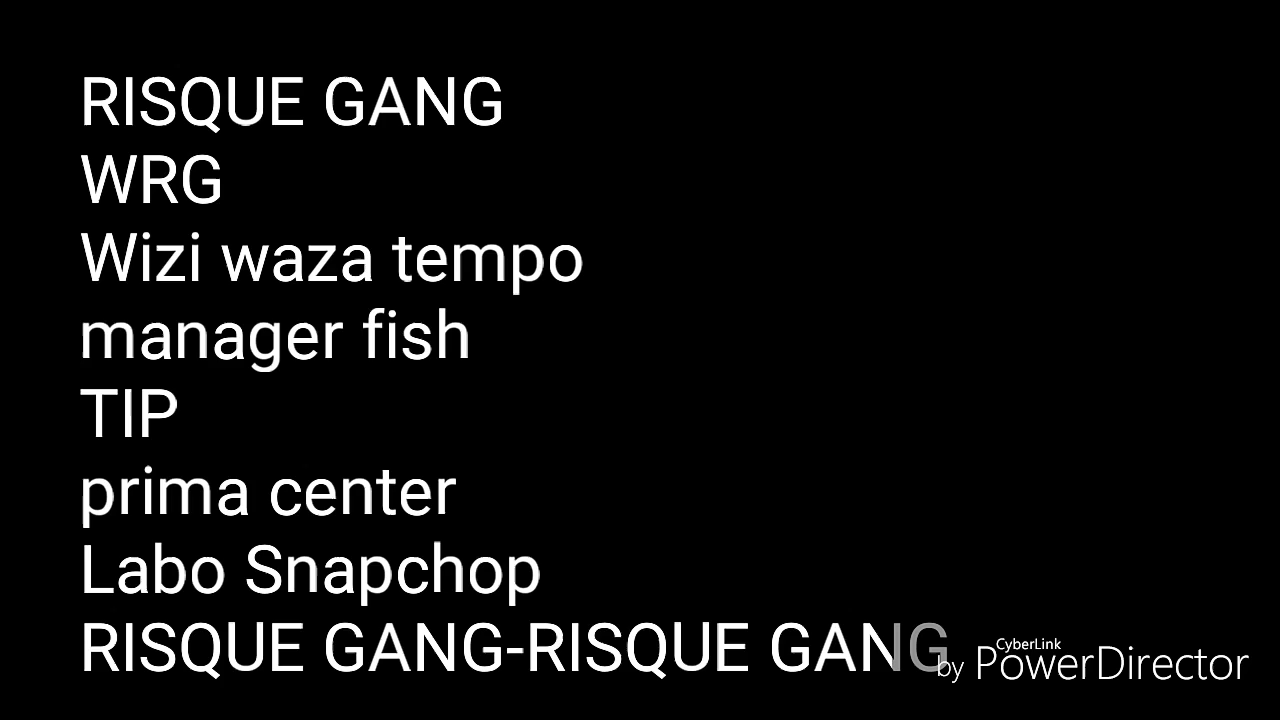 RISQUE GANG
WRG
Wizi waza tempo
manager fish
TIP
prima center
Labo Snapchop
RISQUE GANG-RISQUE GANG
by CyberLink PowerDirector